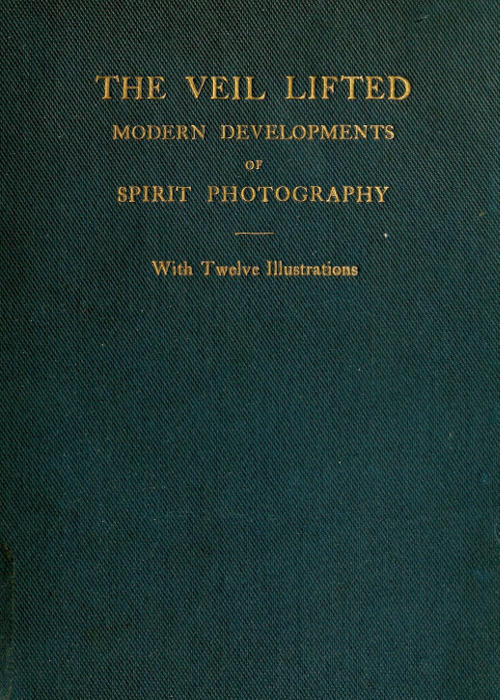 THE VEIL LIFTED
MODERN DEVELOPMENTS
OF
SPIRIT PHOTOGRAPHY
With Twelve Illustrations